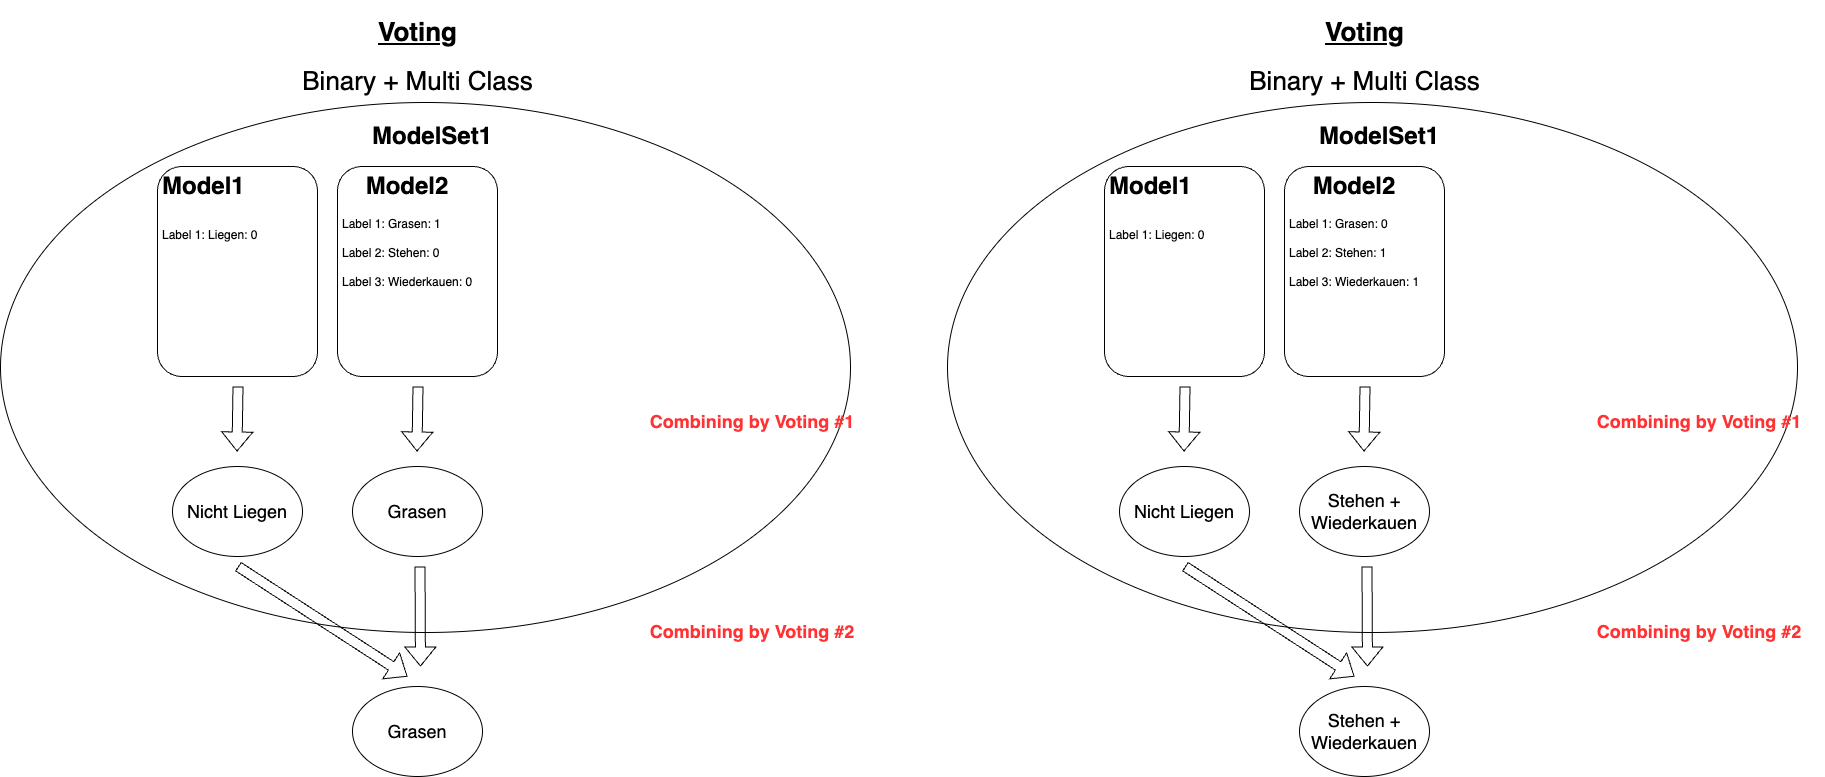 Voting
Binary + Multi Class
ModelSet1
Model1
Label 1: Liegen: 0
Model2
Label 1: Grasen: 1
Label 2: Stehen: 0
Label 3: Wiederkauen: 0
Combining by Voting #1
Nicht Liegen
Grasen
Combining by Voting #2
Grasen
Voting
Binary + Multi Class
ModelSet1
Model1
Label 1: Liegen: 0
Model2
Label 1: Grasen: 0
Label 2: Stehen: 1
Label 3: Wiederkauen: 1
Combining by Voting #1
Nicht Liegen
Stehen +
Wiederkauen
Combining by Voting #2
Stehen +
Wiederkauen